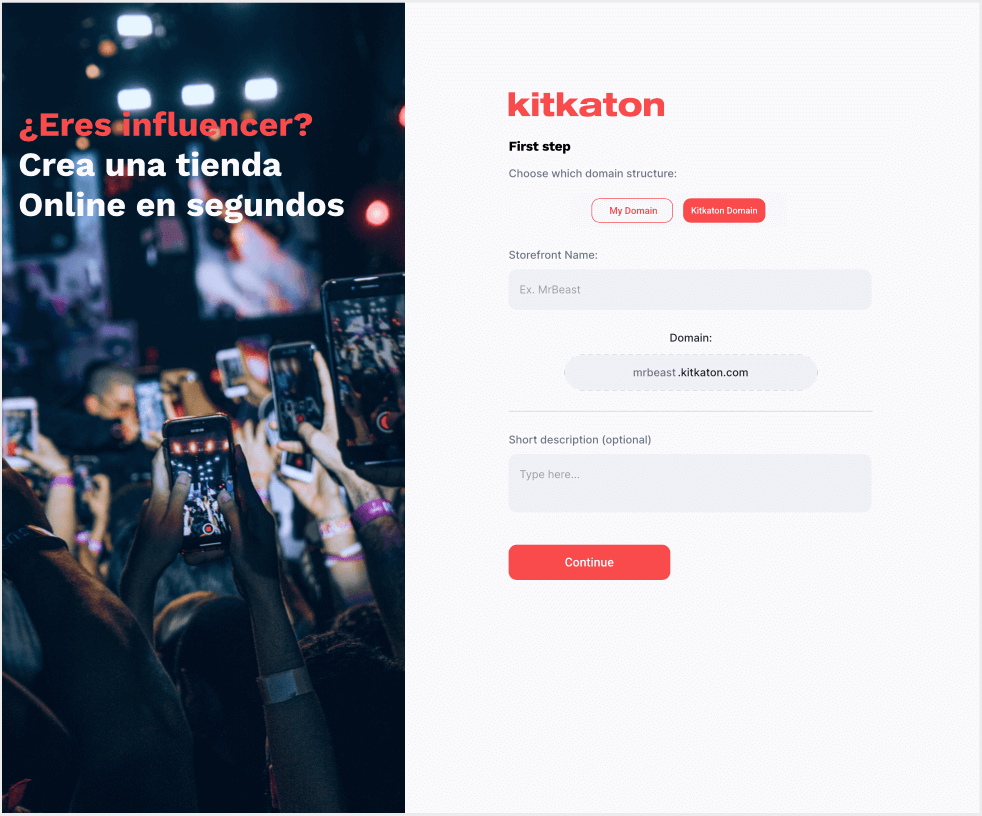 ¿Eres influencer?
Crea una tienda
Online en segundos
kitkaton
First step
Choose which domain structure:
My Domain
Kitkaton Domain
Storefront Name:
Ex. MrBeast
Domain:
mrbeast.kitkaton.com
Short description (optional)
Type here...
Continue